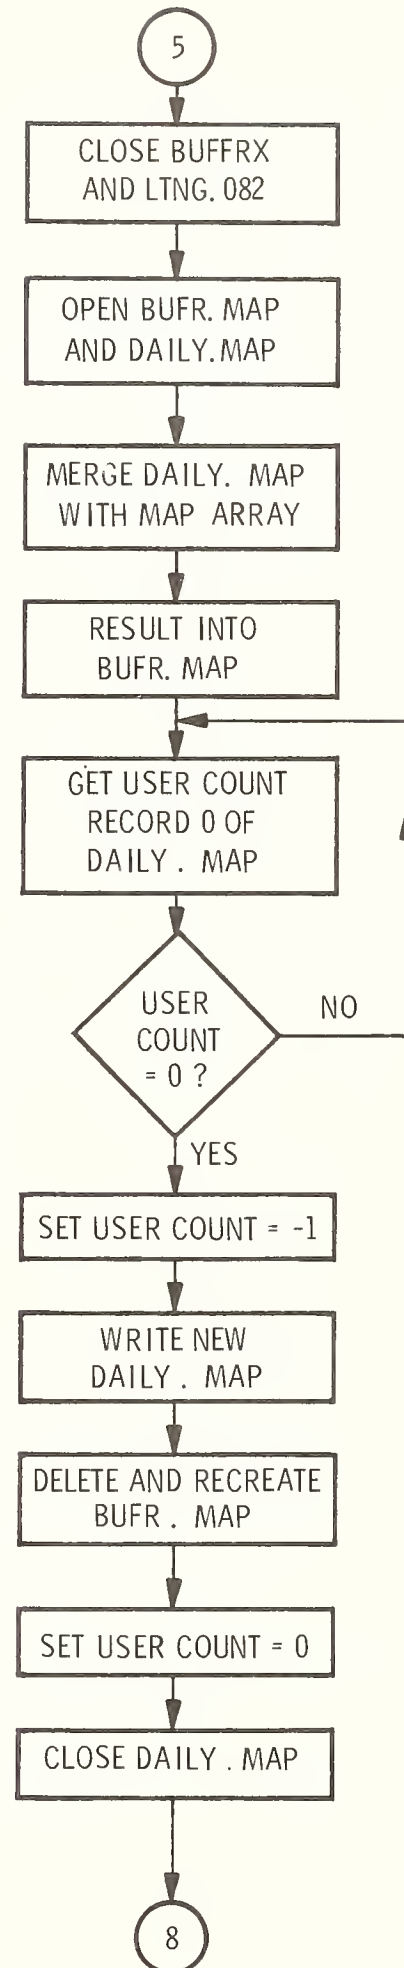 5
CLOSE BUFFRX
AND LTNG. 082
OPEN BUFR. MAP
AND DAILY. MAP
MERGE DAILY. MAP
WITH MAP ARRAY
RESULT INTO
BUFR. MAP
GET USER COUNT
RECORD 0 OF
DAILY . MAP
USER
COUNT
= 0 ?
NO
YES
SET USER COUNT = -1
WRITE NEW
DAILY . MAP
DELETE AND RECREATE
BUFR . MAP
SET USER COUNT = 0
CLOSE DAILY . MAP
8